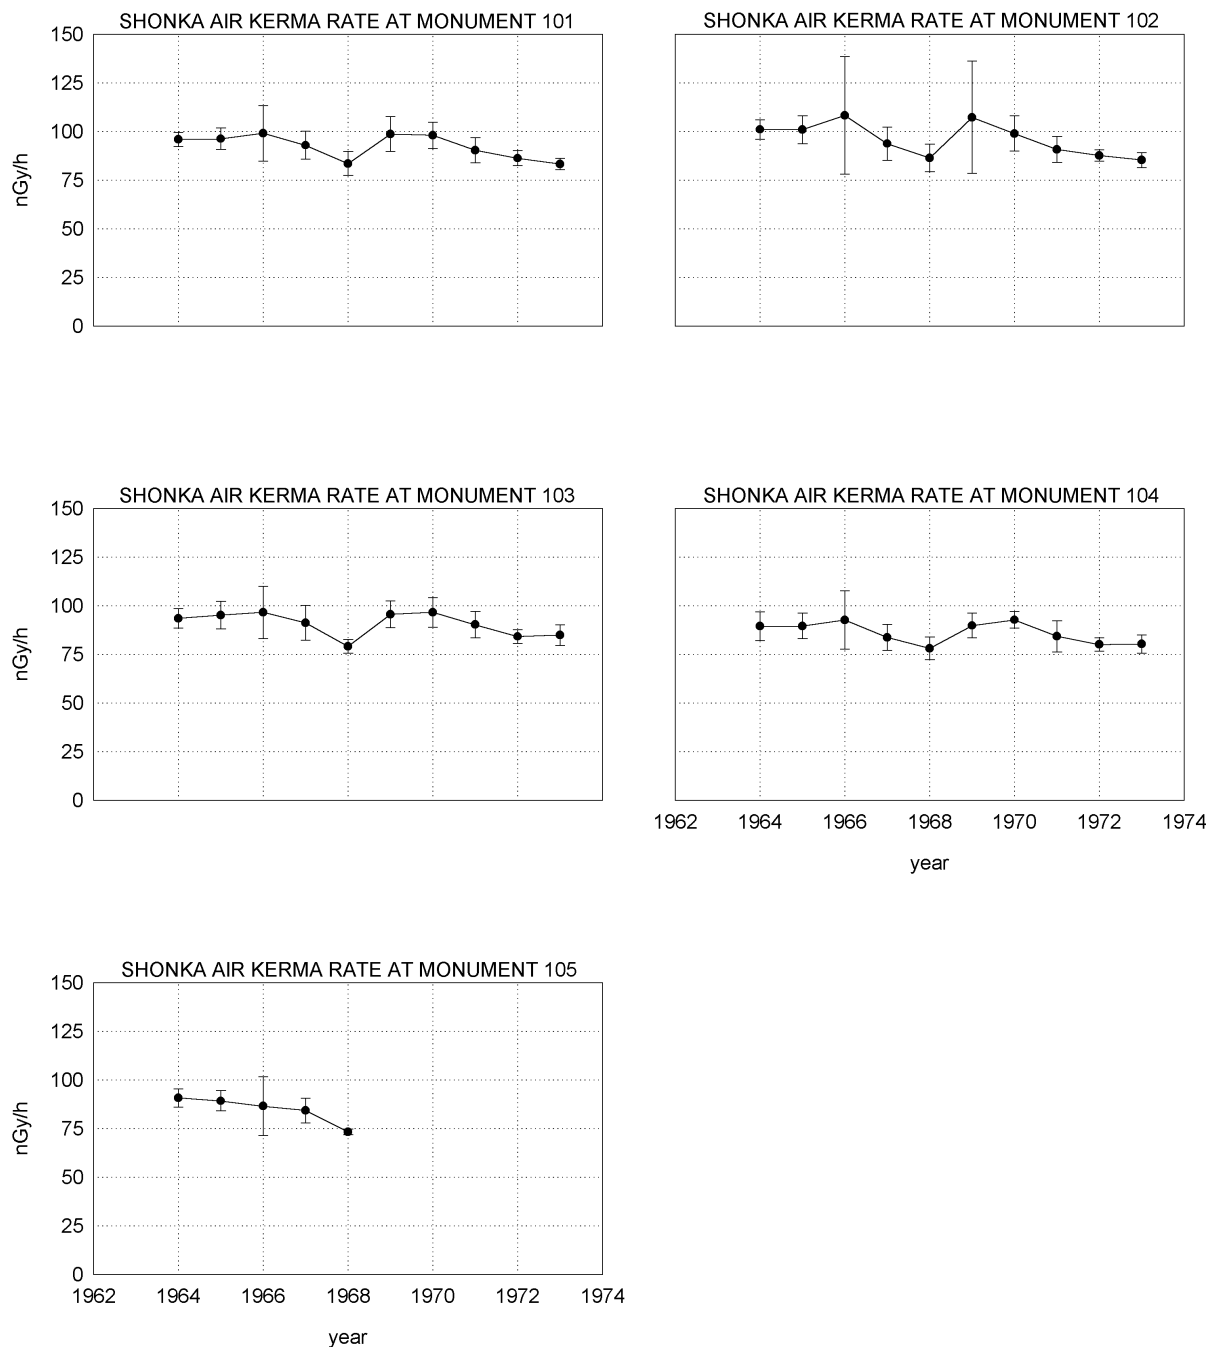 SHONKA AIR KERMA RATE AT MONUMENT 101
150
125
100
75
50
25
0
nGy/h
SHONKA AIR KERMA RATE AT MONUMENT 102
SHONKA AIR KERMA RATE AT MONUMENT 103
150
125
100
75
50
25
0
nGy/h
SHONKA AIR KERMA RATE AT MONUMENT 104
1962 1964 1966 1968 1970 1972 1974
year
SHONKA AIR KERMA RATE AT MONUMENT 105
150
125
100
75
50
25
0
nGy/h
1962 1964 1966 1968 1970 1972 1974
year